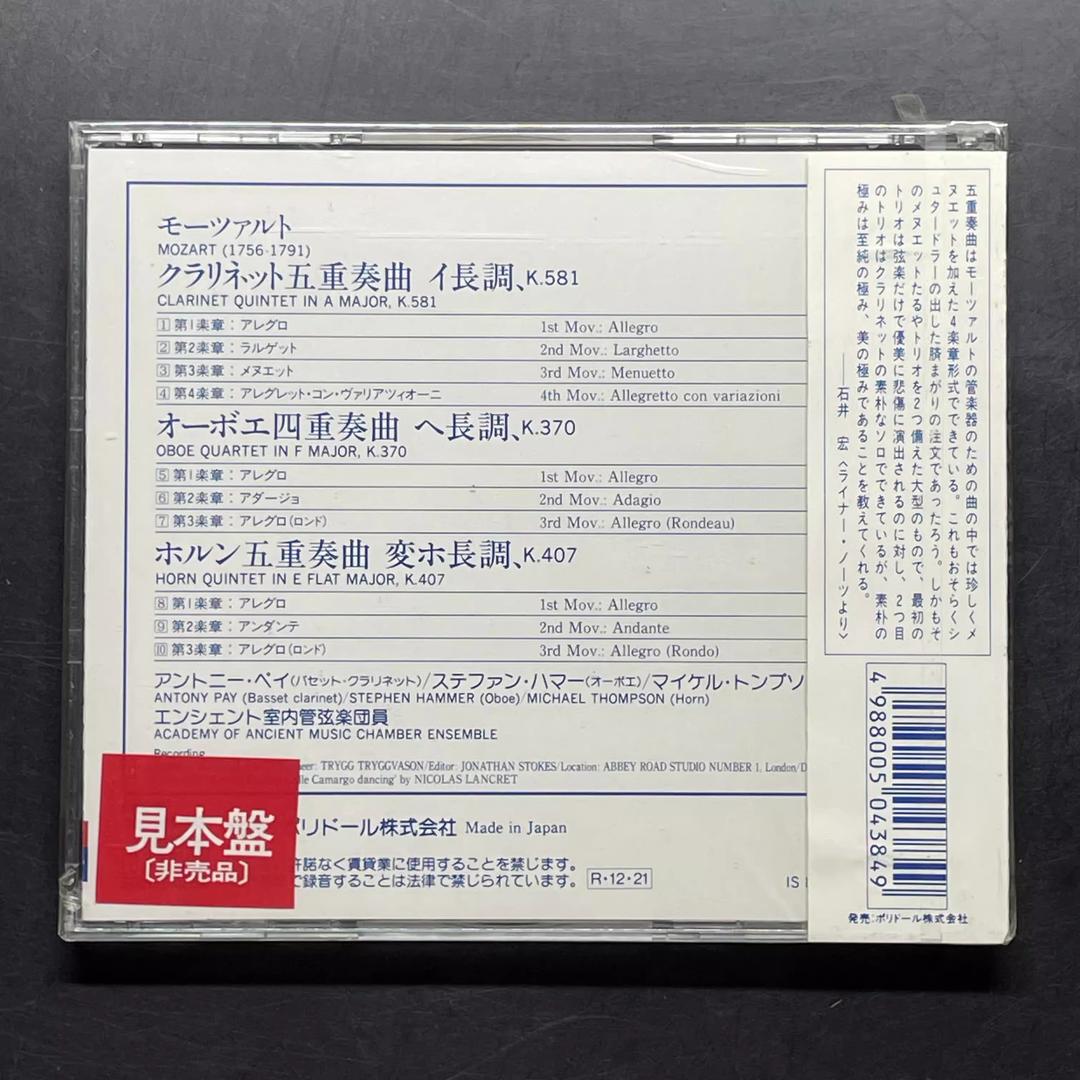 モーツァルト
MOZART (1756-1791)
クラリネット五重奏曲 イ長調、K.581
CLARINET QUINTET IN A MAJOR, K.581
1 第1楽章：アレグロ 1st Mov.: Allegro
2 第2楽章：ラルゲット 2nd Mov.: Larghetto
3 第3楽章：メヌエット 3rd Mov.: Menuetto
4 第4楽章：アレグレット・コン・ヴァリアツィオーニ 4th Mov.: Allegretto con variazioni
オーボエ四重奏曲 ヘ長調、K.370
OBOE QUARTET IN F MAJOR, K.370
5 第1楽章：アレグロ 1st Mov.: Allegro
6 第2楽章：アダージョ 2nd Mov.: Adagio
7 第3楽章：アレグロ（ロンド） 3rd Mov.: Allegro (Rondeau)
ホルン五重奏曲 変ホ長調、K.407
HORN QUINTET IN E FLAT MAJOR, K.407
8 第1楽章：アレグロ 1st Mov.: Allegro
9 第2楽章：アンダンテ 2nd Mov.: Andante
10 第3楽章：アレグロ（ロンド） 3rd Mov.: Allegro (Rondo)
アントニー・ペイ（バセット・クラリネット）/ステファン・ハマー（オーボエ）/マイケル・トンプソ
ANTONY PAY (Basset clarinet)/STEPHEN HAMMER (Oboe)/MICHAEL THOMPSON (Horn)
エンシェント室内管弦楽団員
ACADEMY OF ANCIENT MUSIC CHAMBER ENSEMBLE
Recording
TRYGG TRYGGVASON/Editor: JONATHAN STOKES/Location: ABBEY ROAD STUDIO NUMBER 1, London/D
Camargo dancing' by NICOLAS LANCRET
ポリドール株式会社 Made in Japan
許諾なく賃貸業に使用することを禁じます。
で録音することは法律で禁じられています。 R・12・21
IS
見本盤
〔非売品〕
五重奏曲はモーツァルトの管楽器のための曲の中では珍しくメ
ヌエットを加えた4楽章形式でできている。これもおそらくシ
ュタードラーの出した臍まがりの注文であったろう。しかもそ
のメヌエットたるやトリオを2つ備えた大型のもので、最初の
トリオは弦楽だけで優美に悲傷に演出されるのに対し、2つ目
のトリオはクラリネットの素朴なソロでできているが、素朴の
極みは至純の極み、美の極みであることを教えてくれる。
——石井 宏〈ライナー・ノーツより〉
4 988005 043849
発売：ポリドール株式会社